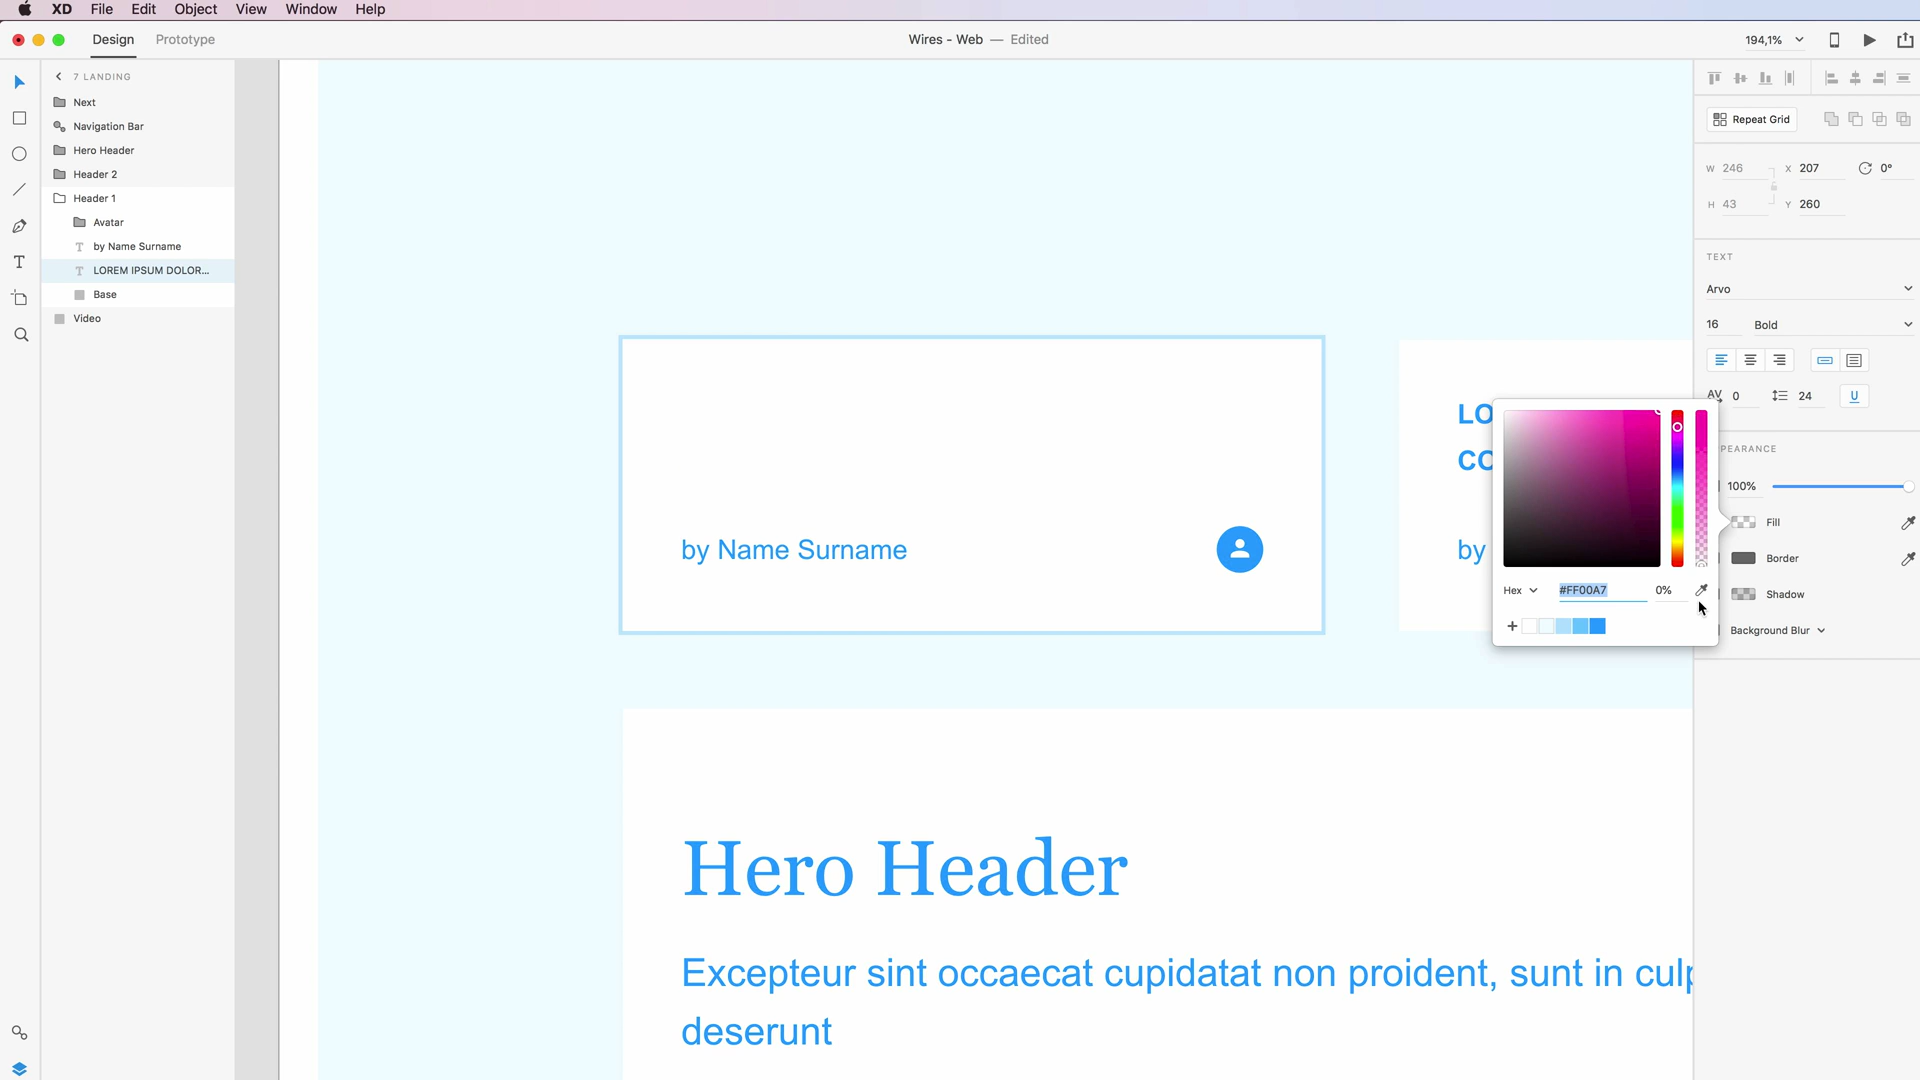 XD File Edit Object View Window Help
Design Prototype
Wires - Web — Edited
194,1%
7 LANDING
Next
Navigation Bar
Hero Header
Header 2
Header 1
Avatar
T by Name Surname
T LOREM IPSUM DOLOR...
Base
Video
T
by Name Surname
LO
CO
by
Hero Header
Excepteur sint occaecat cupidatat non proident, sunt in culp
deserunt
Repeat Grid
W 246 X 207 0°
H 43 Y 260
TEXT
Arvo
16 Bold
AV 0 24 U
PEARANCE
100%
Fill
Border
Shadow
Background Blur
Hex #FF00A7 0%